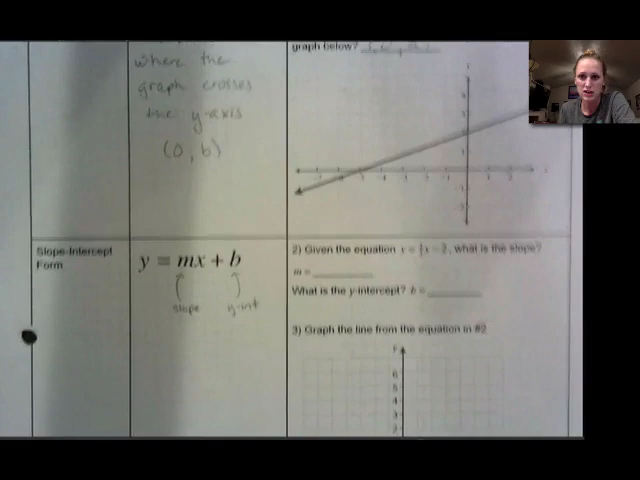 where the
graph below?
graph crosses
the y-axis
(0, b)
Slope-Intercept
Form
y = mx + b
slope
y-int
2) Given the equation what is the slope?
m =
What is the y-intercept? b =
3) Graph the line from the equation in #2
y
6
5
4
3
2